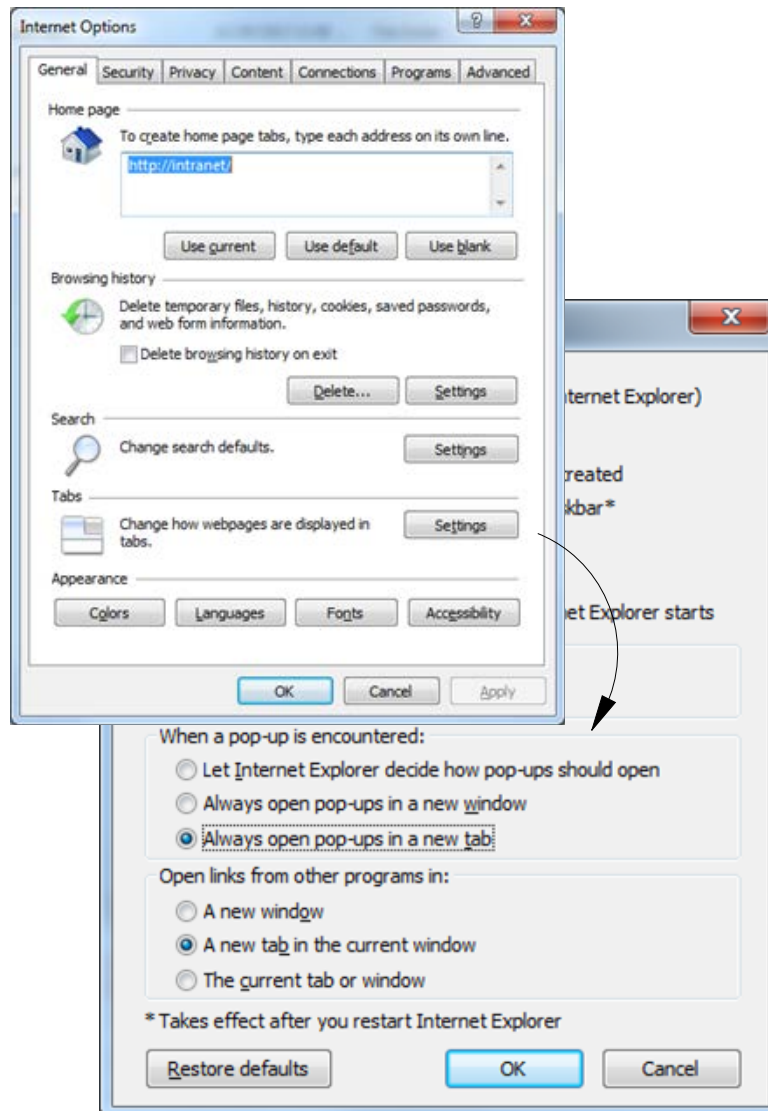 Internet Options
General Security Privacy Content Connections Programs Advanced
Home page
To create home page tabs, type each address on its own line.
http://intranet/
Use current Use default Use blank
Browsing history
Delete temporary files, history, cookies, saved passwords,
and web form information.
Delete browsing history on exit
Delete... Settings
Search
Change search defaults.
Settings
Tabs
Change how webpages are displayed in
tabs.
Settings
Appearance
Colors Languages Fonts Accessibility
OK Cancel Apply
ternet Explorer)
created
kbar*
et Explorer starts
When a pop-up is encountered:
Let Internet Explorer decide how pop-ups should open
Always open pop-ups in a new window
Always open pop-ups in a new tab
Open links from other programs in:
A new window
A new tab in the current window
The current tab or window
* Takes effect after you restart Internet Explorer
Restore defaults OK Cancel